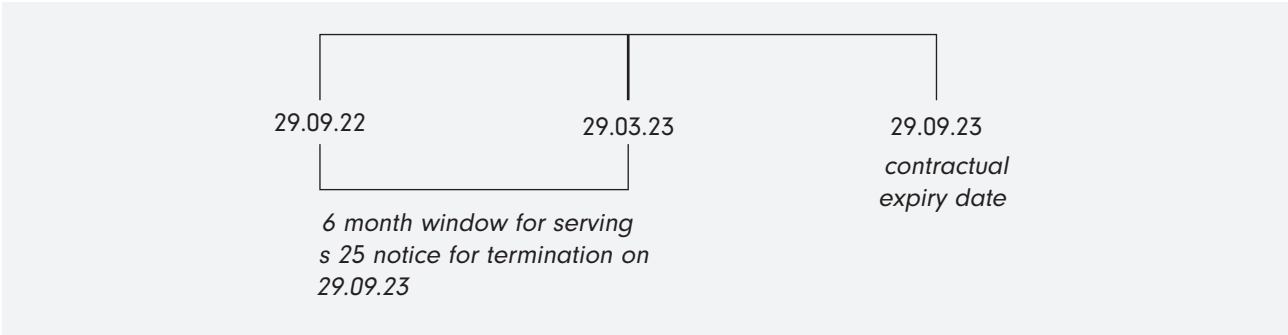 29.09.22
29.03.23
29.09.23
contractual
expiry date
6 month window for serving
s 25 notice for termination on
29.09.23